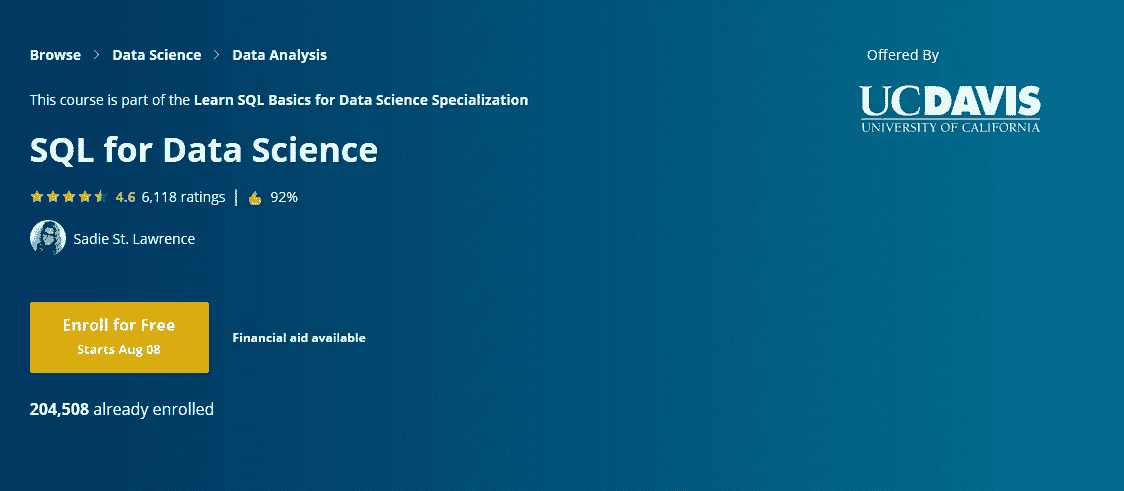 Browse > Data Science > Data Analysis
Offered By
This course is part of the Learn SQL Basics for Data Science Specialization
UCDAVIS
UNIVERSITY OF CALIFORNIA
SQL for Data Science
4.6 6,118 ratings | 92%
Sadie St. Lawrence
Enroll for Free
Starts Aug 08
Financial aid available
204,508 already enrolled